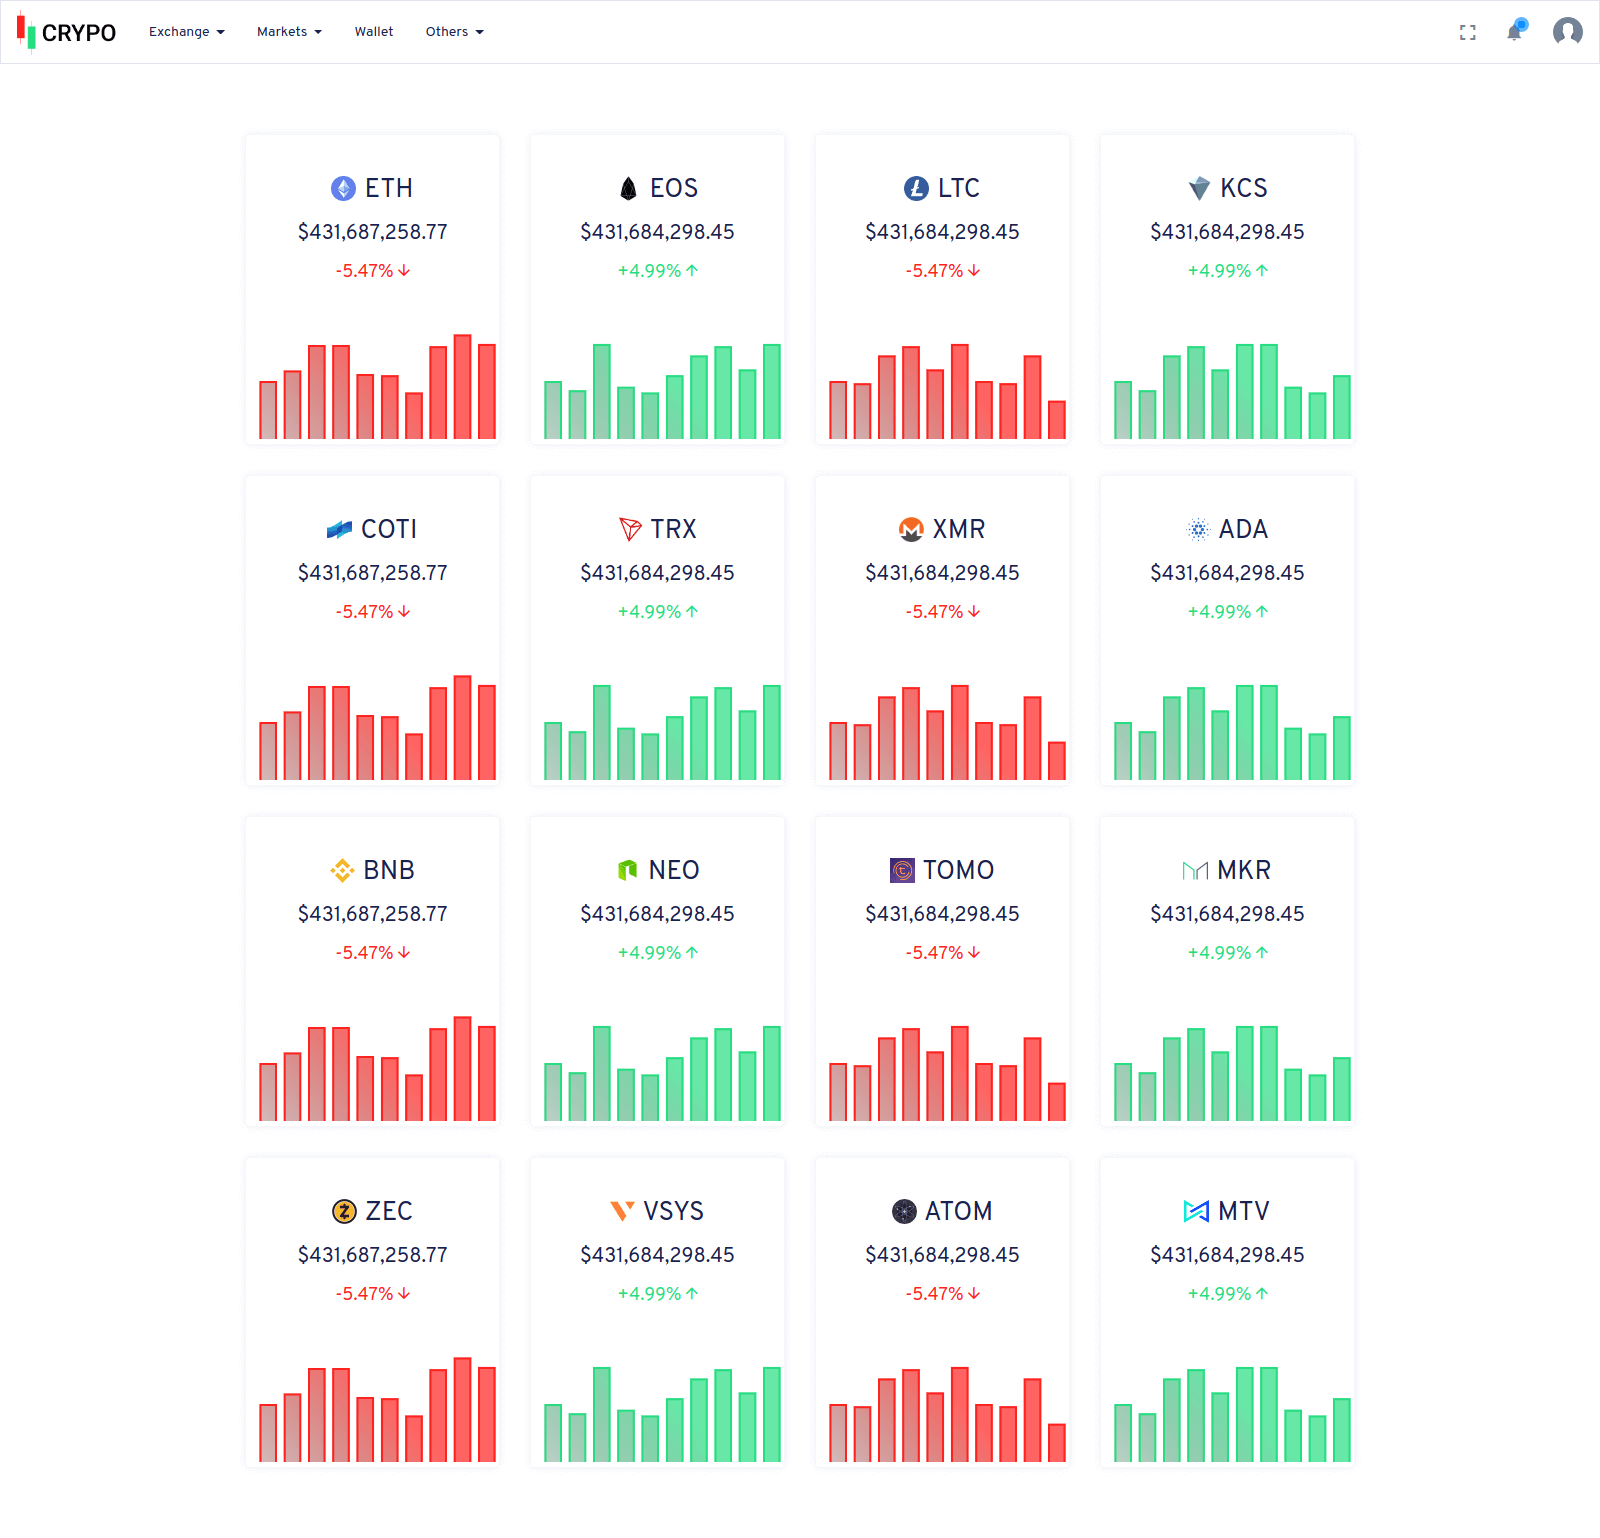 CRYPO Exchange Markets Wallet Others
ETH EOS LTC KCS
$431,687,258.77 $431,684,298.45 $431,684,298.45 $431,684,298.45
-5.47% +4.99% -5.47% +4.99%
COTI TRX XMR ADA
$431,687,258.77 $431,684,298.45 $431,684,298.45 $431,684,298.45
-5.47% +4.99% -5.47% +4.99%
BNB NEO TOMO MKR
$431,687,258.77 $431,684,298.45 $431,684,298.45 $431,684,298.45
-5.47% +4.99% -5.47% +4.99%
ZEC VSYS ATOM MTV
$431,687,258.77 $431,684,298.45 $431,684,298.45 $431,684,298.45
-5.47% +4.99% -5.47% +4.99%